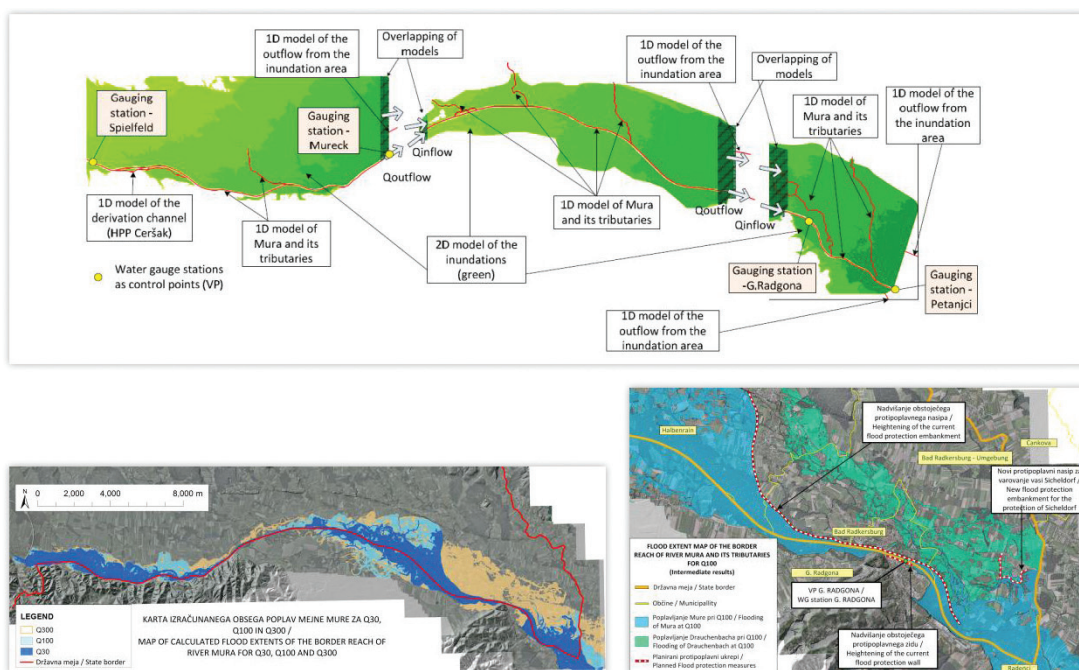 1D model of the
outflow from the
inundation area
Overlapping of
models
1D model of the
outflow from the
inundation area
Overlapping of
models
1D model of
Mura and its
tributaries
1D model of the
outflow from
the inundation
area
Gauging
station -
Spielfeld
Gauging
station -
Mureck
Qinflow
Qoutflow
1D model of the
derivation channel
(HPP Ceršak)
1D model of
Mura and its
tributaries
2D model of the
inundations
(green)
1D model of Mura
and its tributaries
Qoutflow
Qinflow
Gauging station
-G.Radgona
Gauging
station -
Petanjci
Water gauge stations
as control points (VP)
1D model of the
outflow from the
inundation area
N
0 2,000 4,000 8,000 m
LEGEND
Q300
Q100
Q30
Državna meja / State border
KARTA IZRAČUNANEGA OBSEGA POPLAV MEJNE MURE ZA Q30,
Q100 IN Q300 /
MAP OF CALCULATED FLOOD EXTENTS OF THE BORDER REACH OF
RIVER MURA FOR Q30, Q100 AND Q300
Halbenrain
Nadvišanje obstoječega
protipoplavnega nasipa /
Heightening of the current
flood protection embankment
Cankova
Bad Radkersburg - Umgebung
Novi protipoplavni nasip za
varovanje vasi Sicheldorf /
New flood protection
embankment for the
protection of Sicheldorf
Bad Radkersburg
G. Radgona
VP G. RADGONA /
WG station G. RADGONA
Nadvišanje obstoječega
protipoplavnega zidu /
Heightening of the current
flood protection wall
Radenci
FLOOD EXTENT MAP OF THE BORDER
REACH OF RIVER MURA AND ITS TRIBUTARIES
FOR Q100
(Intermediate results)
Državna meja / State border
Občine / Municipality
Poplavljanje Mure pri Q100 / Flooding
of Mura at Q100
Poplavljanje Drauchenbacha pri Q100 /
Flooding of Drauchenbach at Q100
Planirani protipoplavni ukrepi /
Planned Flood protection measures